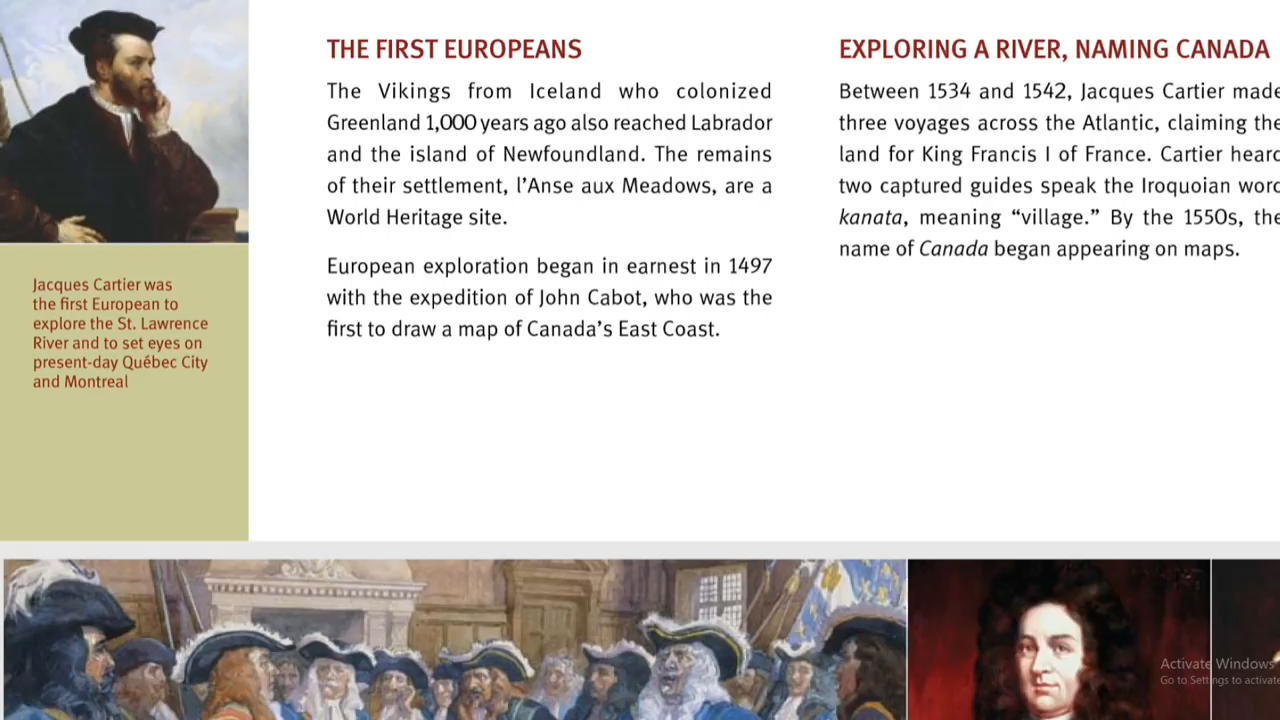 THE FIRST EUROPEANS
The Vikings from Iceland who colonized
Greenland 1,000 years ago also reached Labrador
and the island of Newfoundland. The remains
of their settlement, l’Anse aux Meadows, are a
World Heritage site.
European exploration began in earnest in 1497
with the expedition of John Cabot, who was the
first to draw a map of Canada’s East Coast.
EXPLORING A RIVER, NAMING CANADA
Between 1534 and 1542, Jacques Cartier made
three voyages across the Atlantic, claiming the
land for King Francis I of France. Cartier heard
two captured guides speak the Iroquoian word
kanata, meaning “village.” By the 1550s, the
name of Canada began appearing on maps.
Jacques Cartier was
the first European to
explore the St. Lawrence
River and to set eyes on
present-day Québec City
and Montreal
Activate Windows
Go to Settings to activate